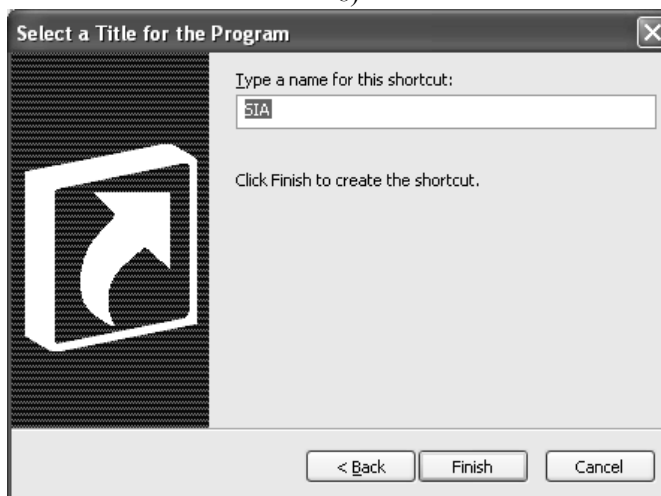 Select a Title for the Program
Type a name for this shortcut:
SIA
Click Finish to create the shortcut.
< Back
Finish
Cancel